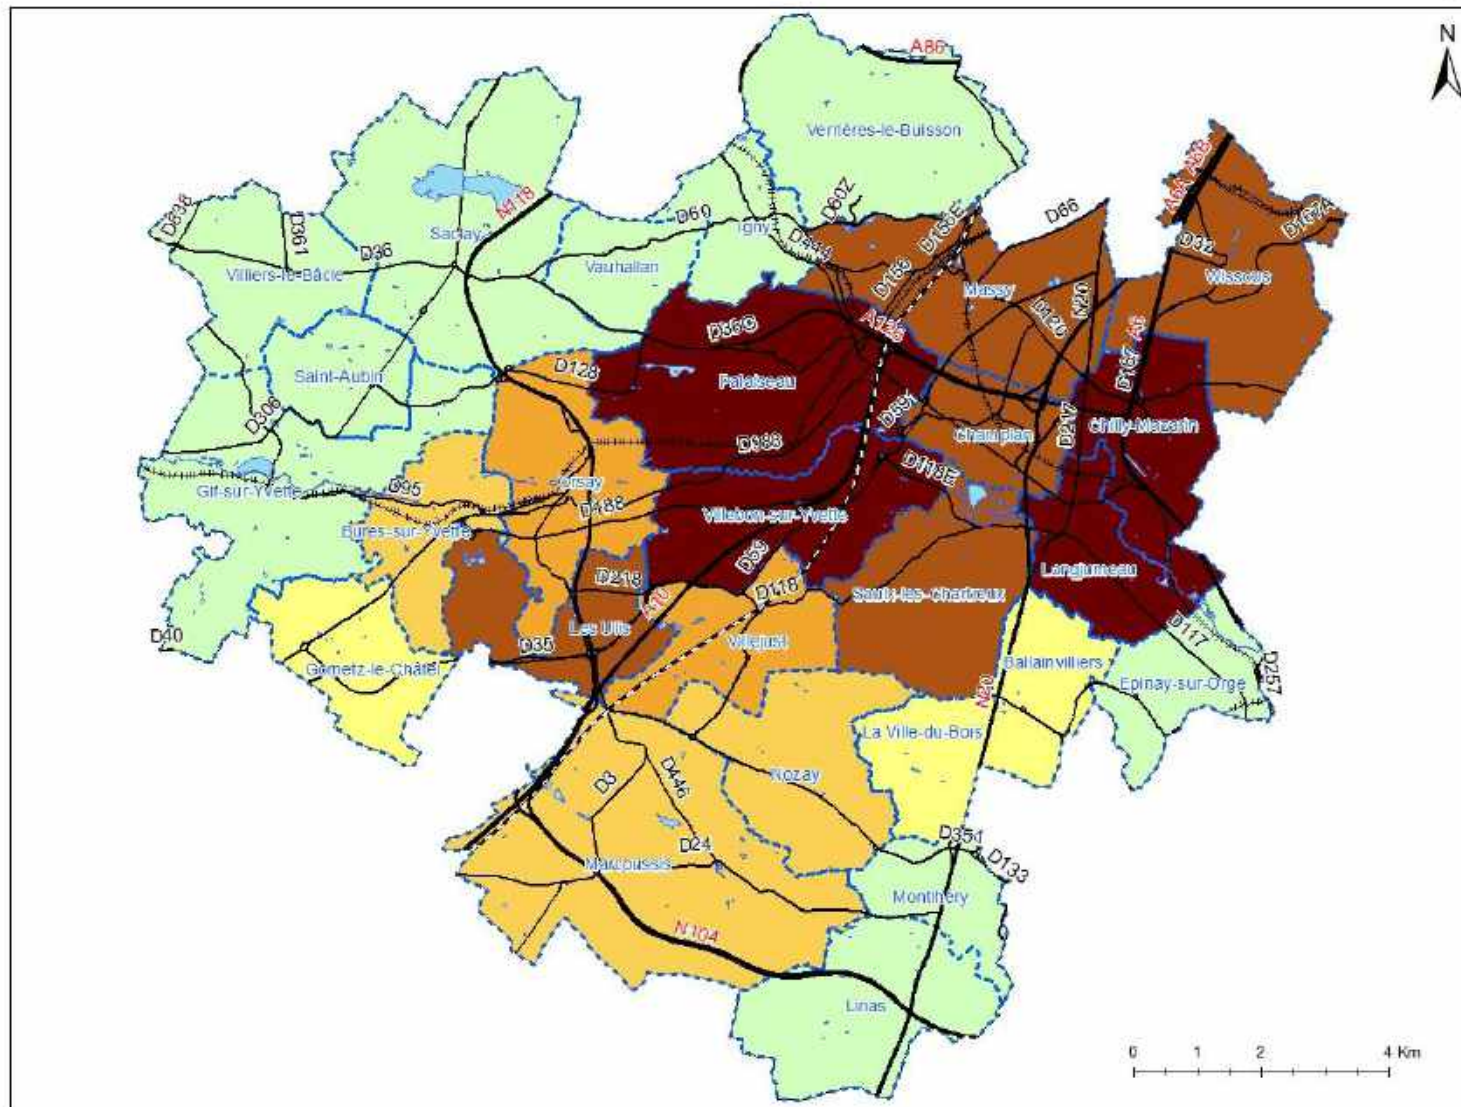 N
A86
Verrières-le-Buisson
A6A A6B
D838
D361
N118
D60
D60Z
D66
D36
Saclay
Igny
D444
D156E
D32
D167A
Villiers-le-Bâcle
Vauhallan
D159
Massy
Wissous
D36C
A126
D120
N20
D167
A6
Saint-Aubin
D128
Palaiseau
D306
D591
D217
Chilly-Mazarin
Champlan
D988
D118E
Gif-sur-Yvette
D95
Orsay
D188
Villebon-sur-Yvette
Bures-sur-Yvette
D59
Longjumeau
D218
D118
Saulx-les-Chartreux
A10
Les Ulis
D117
D40
D35
Villejust
Gometz-le-Châtel
Ballainvilliers
Epinay-sur-Orge
D257
N20
La Ville-du-Bois
Nozay
D3
D446
D24
D351
D133
Marcoussis
Montlhéry
N104
Linas
0 1 2 4 Km